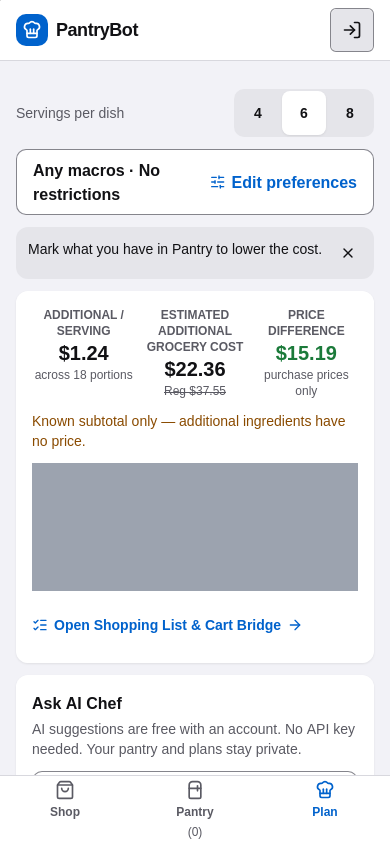 PantryBot
Servings per dish
4 6 8
Any macros · No
restrictions
Edit preferences
Mark what you have in Pantry to lower the cost.
ADDITIONAL /
SERVING
$1.24
across 18 portions
ESTIMATED
ADDITIONAL
GROCERY COST
$22.36
Reg $37.55
PRICE
DIFFERENCE
$15.19
purchase prices
only
Known subtotal only — additional ingredients have
no price.
Open Shopping List & Cart Bridge
Ask AI Chef
AI suggestions are free with an account. No API key
needed. Your pantry and plans stay private.
Shop
Pantry
(0)
Plan